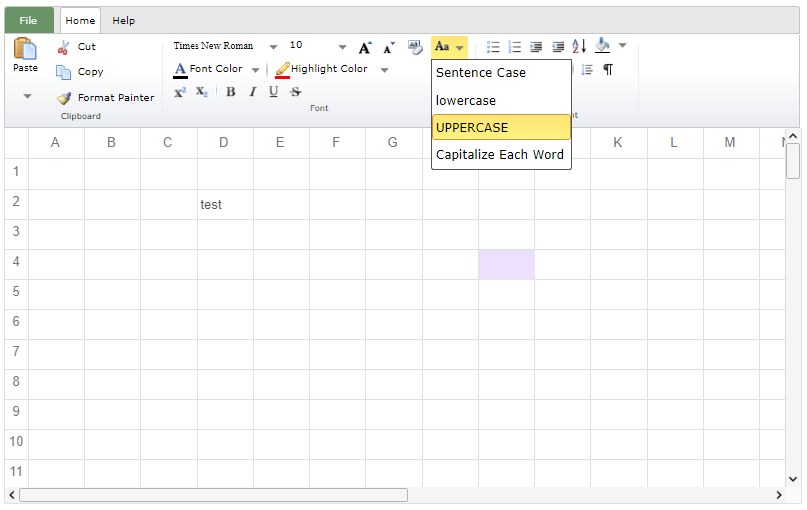 File Home Help
Paste
Cut
Copy
Format Painter
Clipboard
Times New Roman 10
Font Color Highlight Color
B I U S
Font
Aa
Sentence Case
lowercase
UPPERCASE
Capitalize Each Word
A B C D E F G K L M
1
2 test
3
4
5
6
7
8
9
10
11